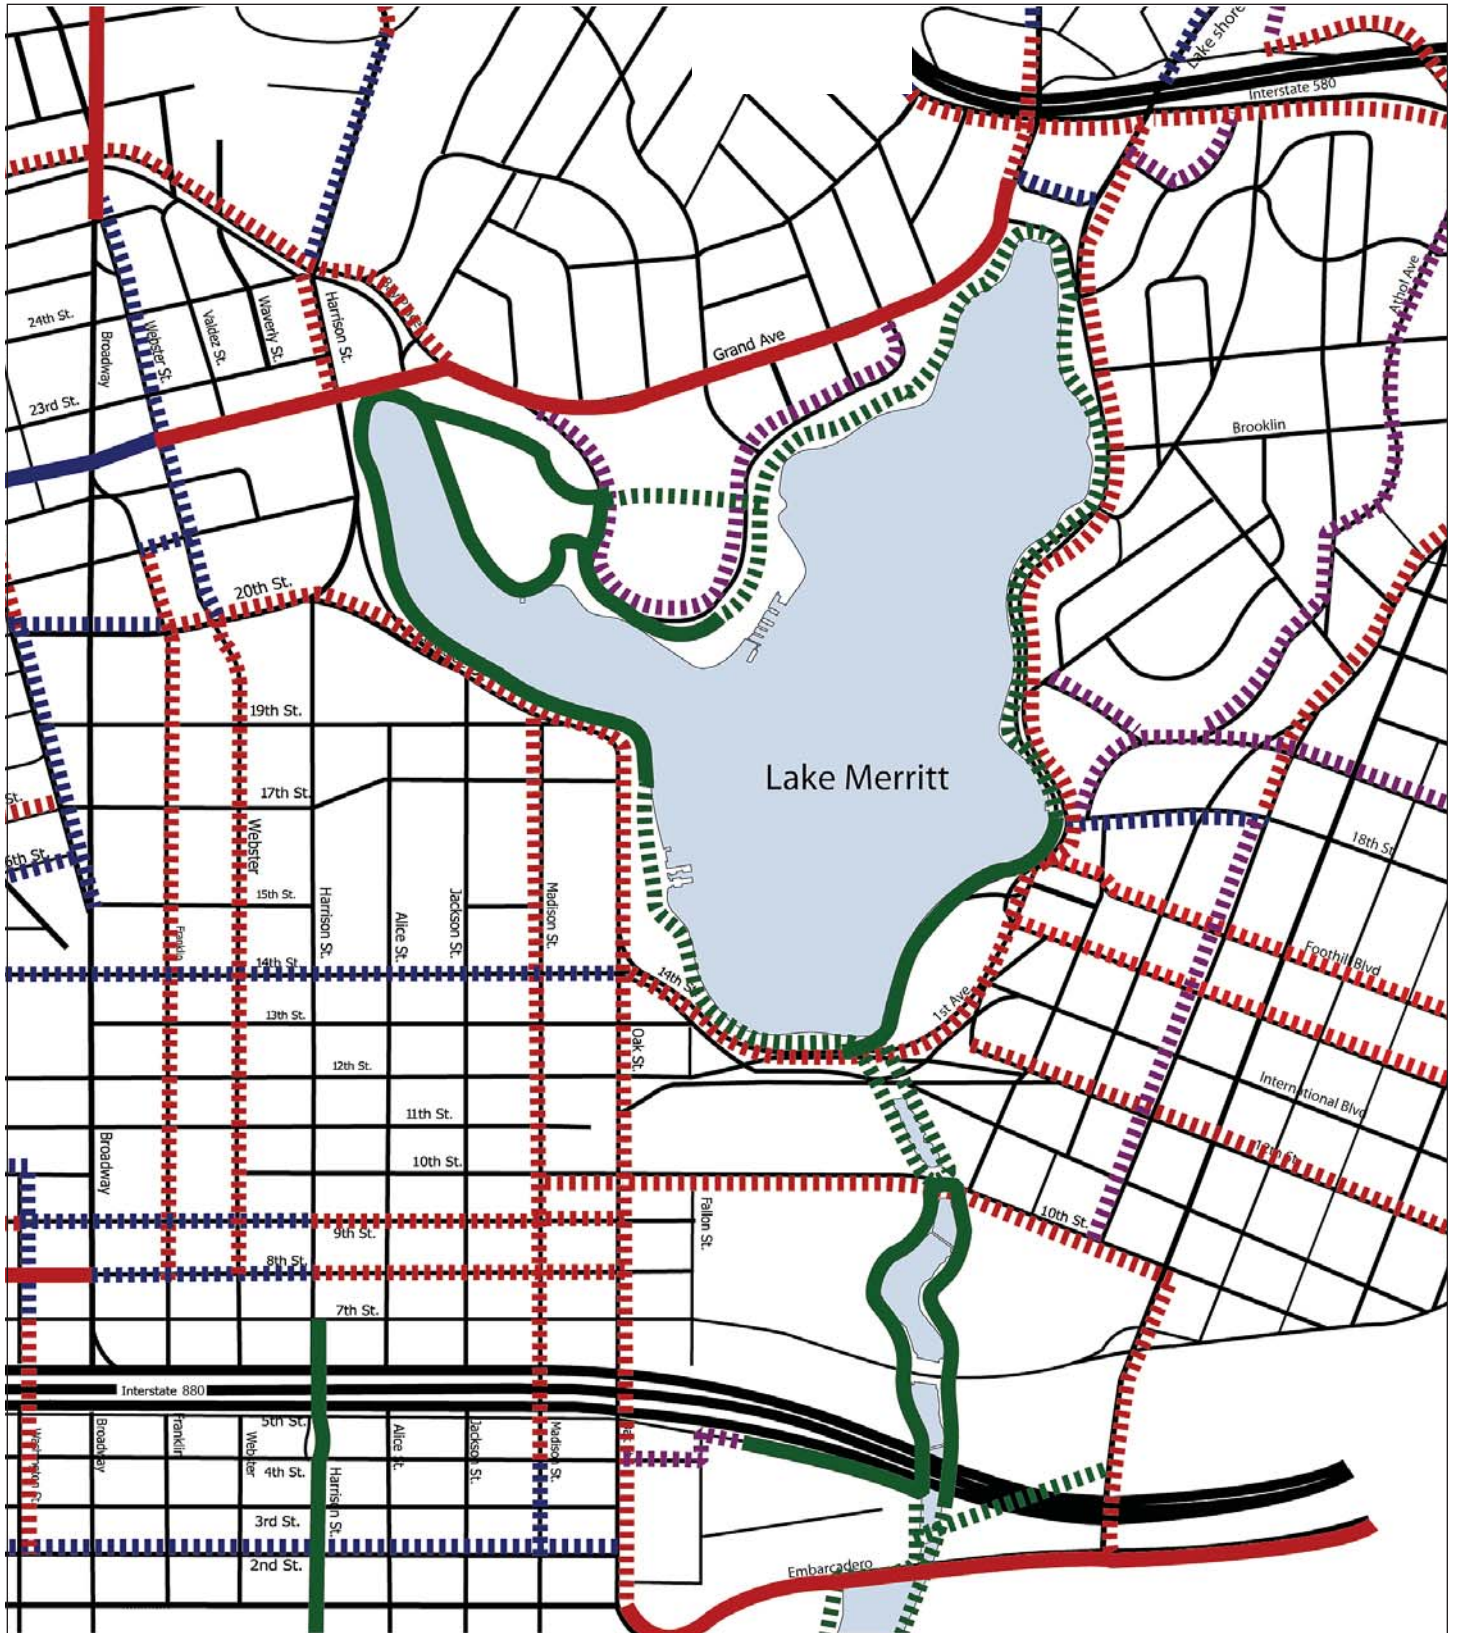 Lake shore
Interstate 580
Athol Ave
24th St.
Broadway
Webster St.
Valdez St.
Waverly St.
Harrison St.
Grand Ave
23rd St.
Brooklin
20th St.
19th St.
Lake Merritt
17th St.
St.
Webster
18th St
6th St.
15th St.
Harrison St.
Alice St.
Jackson St.
Madison St.
Franklin
Foothill Blvd
14th St
14th S
1st Ave
13th St.
Oak St.
12th St.
International Blvd
11th St.
Broadway
12th St.
10th St.
Fallon St.
10th St.
9th St.
8th St.
7th St.
Interstate 880
5th St.
Broadway
Franklin
Webster
Alice St.
Jackson St.
Madison St.
4th St.
Harrison St.
3rd St.
2nd St.
Embarcadero